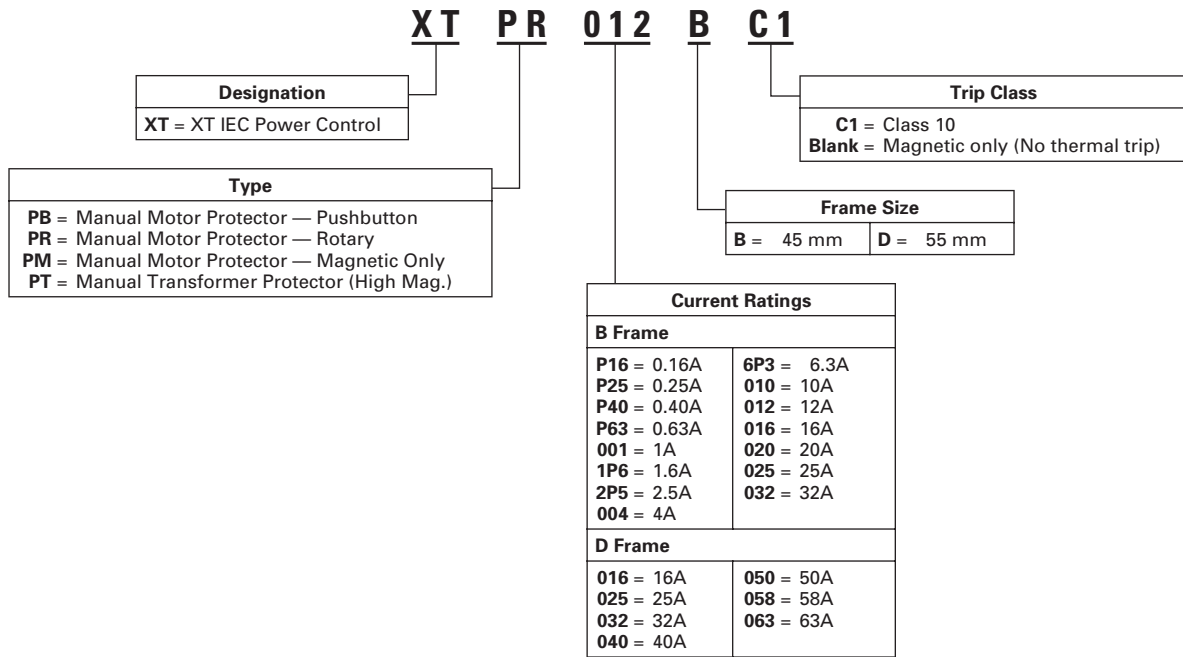 XT PR 012 B C1
Designation
XT = XT IEC Power Control
Type
PB = Manual Motor Protector — Pushbutton
PR = Manual Motor Protector — Rotary
PM = Manual Motor Protector — Magnetic Only
PT = Manual Transformer Protector (High Mag.)
Trip Class
C1 = Class 10
Blank = Magnetic only (No thermal trip)
Frame Size
B = 45 mm D = 55 mm
Current Ratings
B Frame
P16 = 0.16A
P25 = 0.25A
P40 = 0.40A
P63 = 0.63A
001 = 1A
1P6 = 1.6A
2P5 = 2.5A
004 = 4A
6P3 = 6.3A
010 = 10A
012 = 12A
016 = 16A
020 = 20A
025 = 25A
032 = 32A
D Frame
016 = 16A
025 = 25A
032 = 32A
040 = 40A
050 = 50A
058 = 58A
063 = 63A